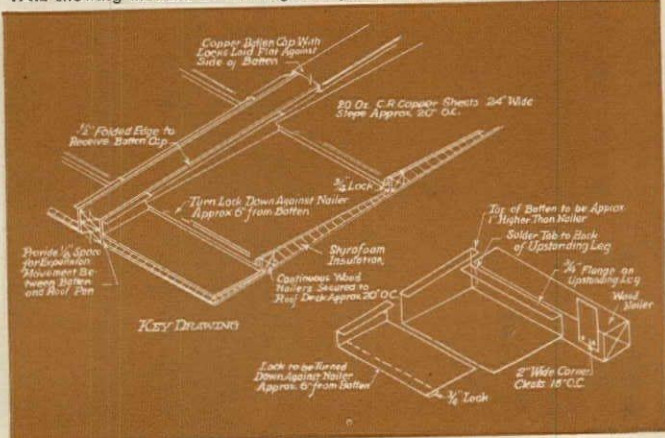 Copper Batten Cap With
Locks Laid Flat Against
Side of Batten
20 Oz. C.R. Copper Sheets 24" Wide
Steps Approx. 20" O.C.
1/2" Folded Edge to
Receive Batten Cap
3/4" Lock
Turn Lock Down Against Nailer
Approx 6" from Batten
Top of Batten to be Approx.
1" Higher Than Nailer
Solder Tab to Back
of Upstanding Leg
3/4" Flange on
Upstanding Leg
Wood
Nailer
Provide 1/16" Space
for Expansion
Movement Be-
tween Batten
and Roof Pan
Styrofoam
Insulation
Continuous Wood
Nailers Secured to
Roof Deck Approx 20" O.C.
KEY DRAWING
Lock to be Turned
Down Against Nailer
Approx. 6" from Batten
2" Wide Corner
Cleats 18" O.C.
3/4" Lock